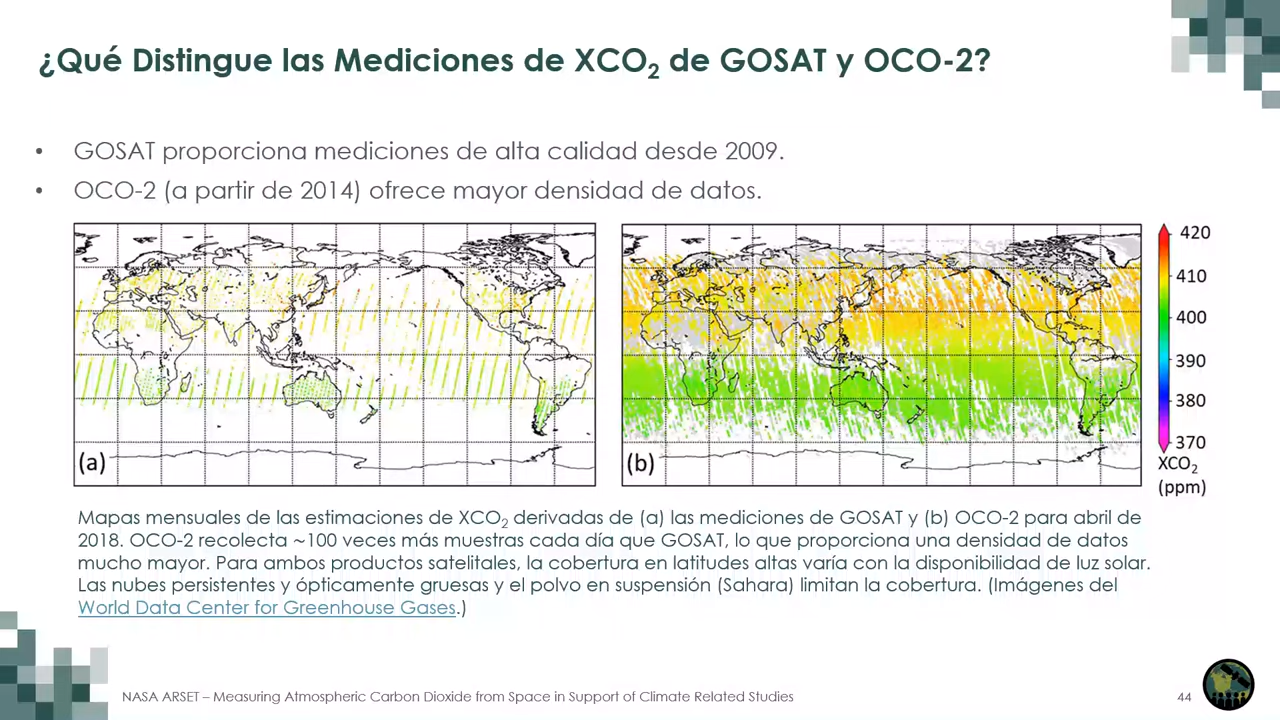 ¿Qué Distingue las Mediciones de XCO₂ de GOSAT y OCO-2?
• GOSAT proporciona mediciones de alta calidad desde 2009.
• OCO-2 (a partir de 2014) ofrece mayor densidad de datos.
(a)
(b)
420
410
400
390
380
370
XCO₂
(ppm)
Mapas mensuales de las estimaciones de XCO₂ derivadas de (a) las mediciones de GOSAT y (b) OCO-2 para abril de
2018. OCO-2 recolecta ~100 veces más muestras cada día que GOSAT, lo que proporciona una densidad de datos
mucho mayor. Para ambos productos satelitales, la cobertura en latitudes altas varía con la disponibilidad de luz solar.
Las nubes persistentes y ópticamente gruesas y el polvo en suspensión (Sahara) limitan la cobertura. (Imágenes del
World Data Center for Greenhouse Gases.)
NASA ARSET – Measuring Atmospheric Carbon Dioxide from Space in Support of Climate Related Studies
44